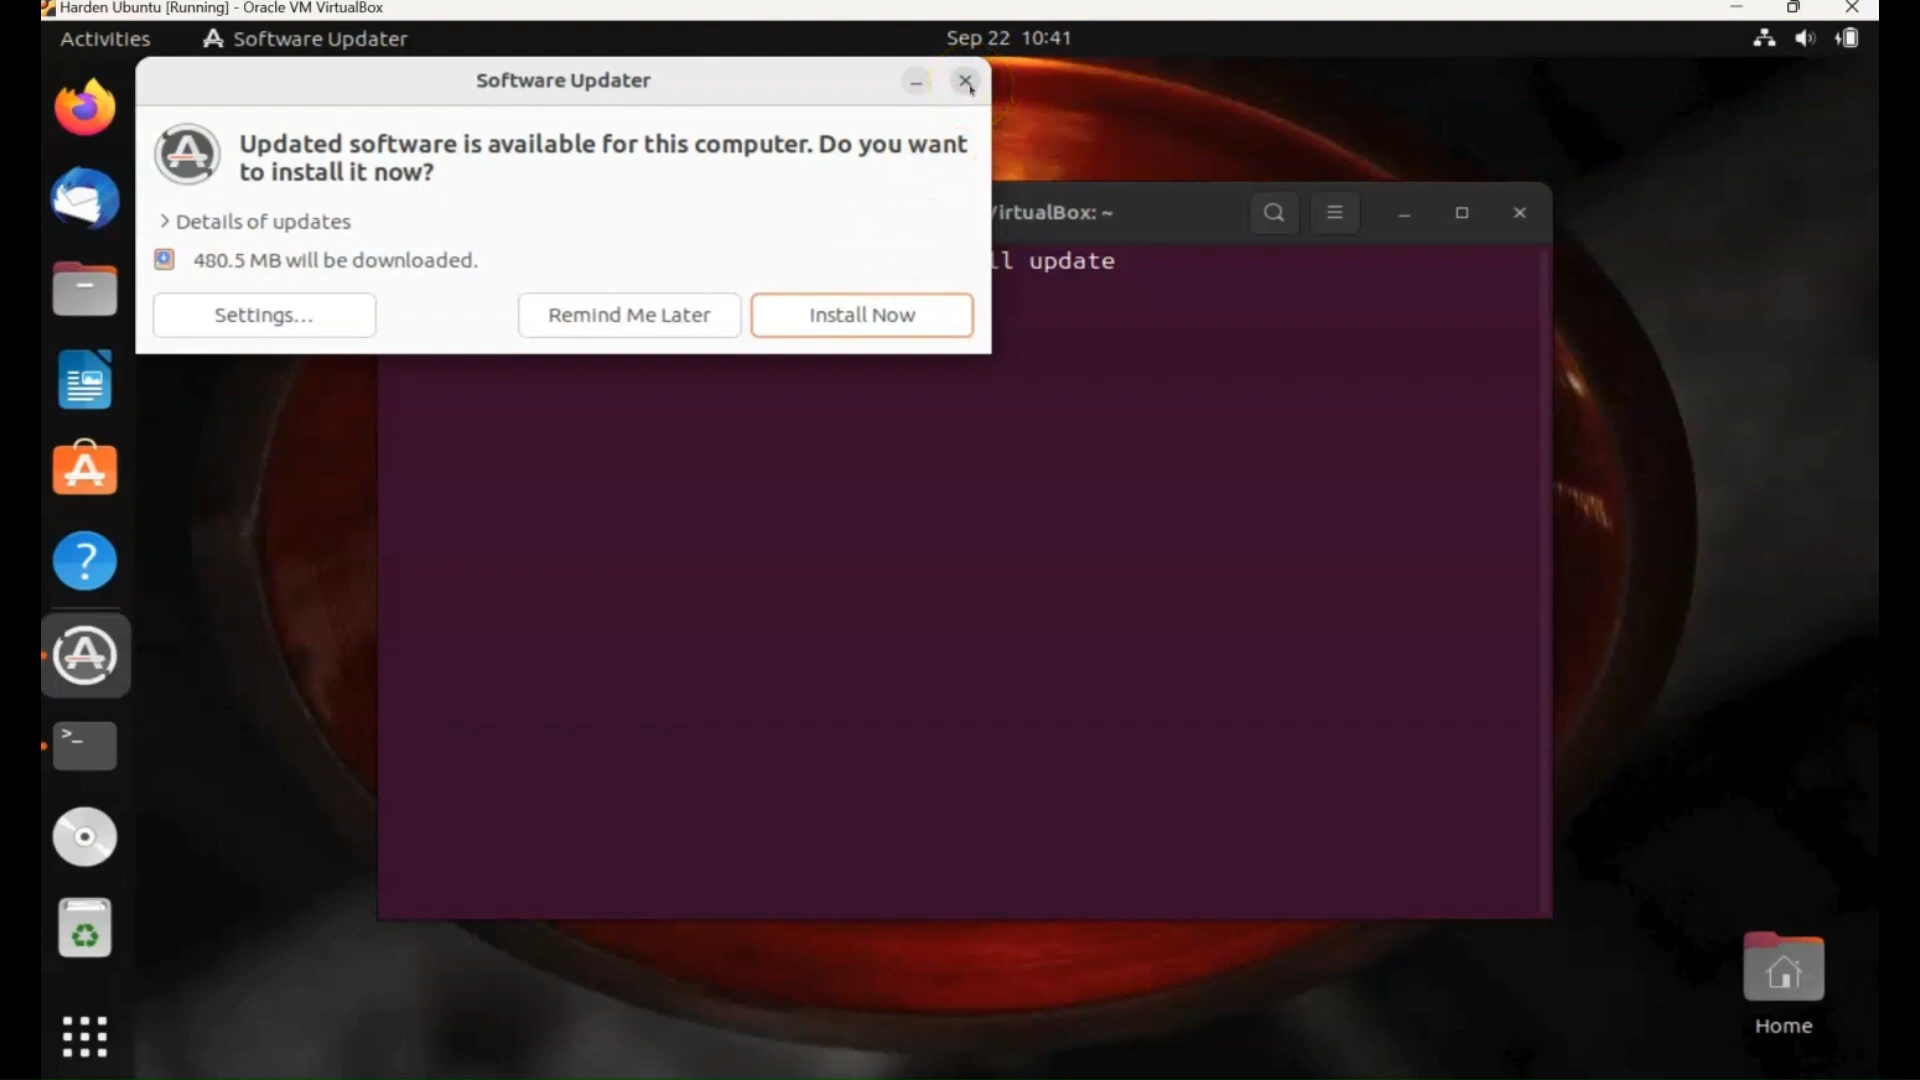 Harden Ubuntu [Running] - Oracle VM VirtualBox
Activities
Software Updater
Sep 22 10:41
Software Updater
Updated software is available for this computer. Do you want
to install it now?
> Details of updates
480.5 MB will be downloaded.
Settings...
Remind Me Later
Install Now
VirtualBox: ~
ll update
Home